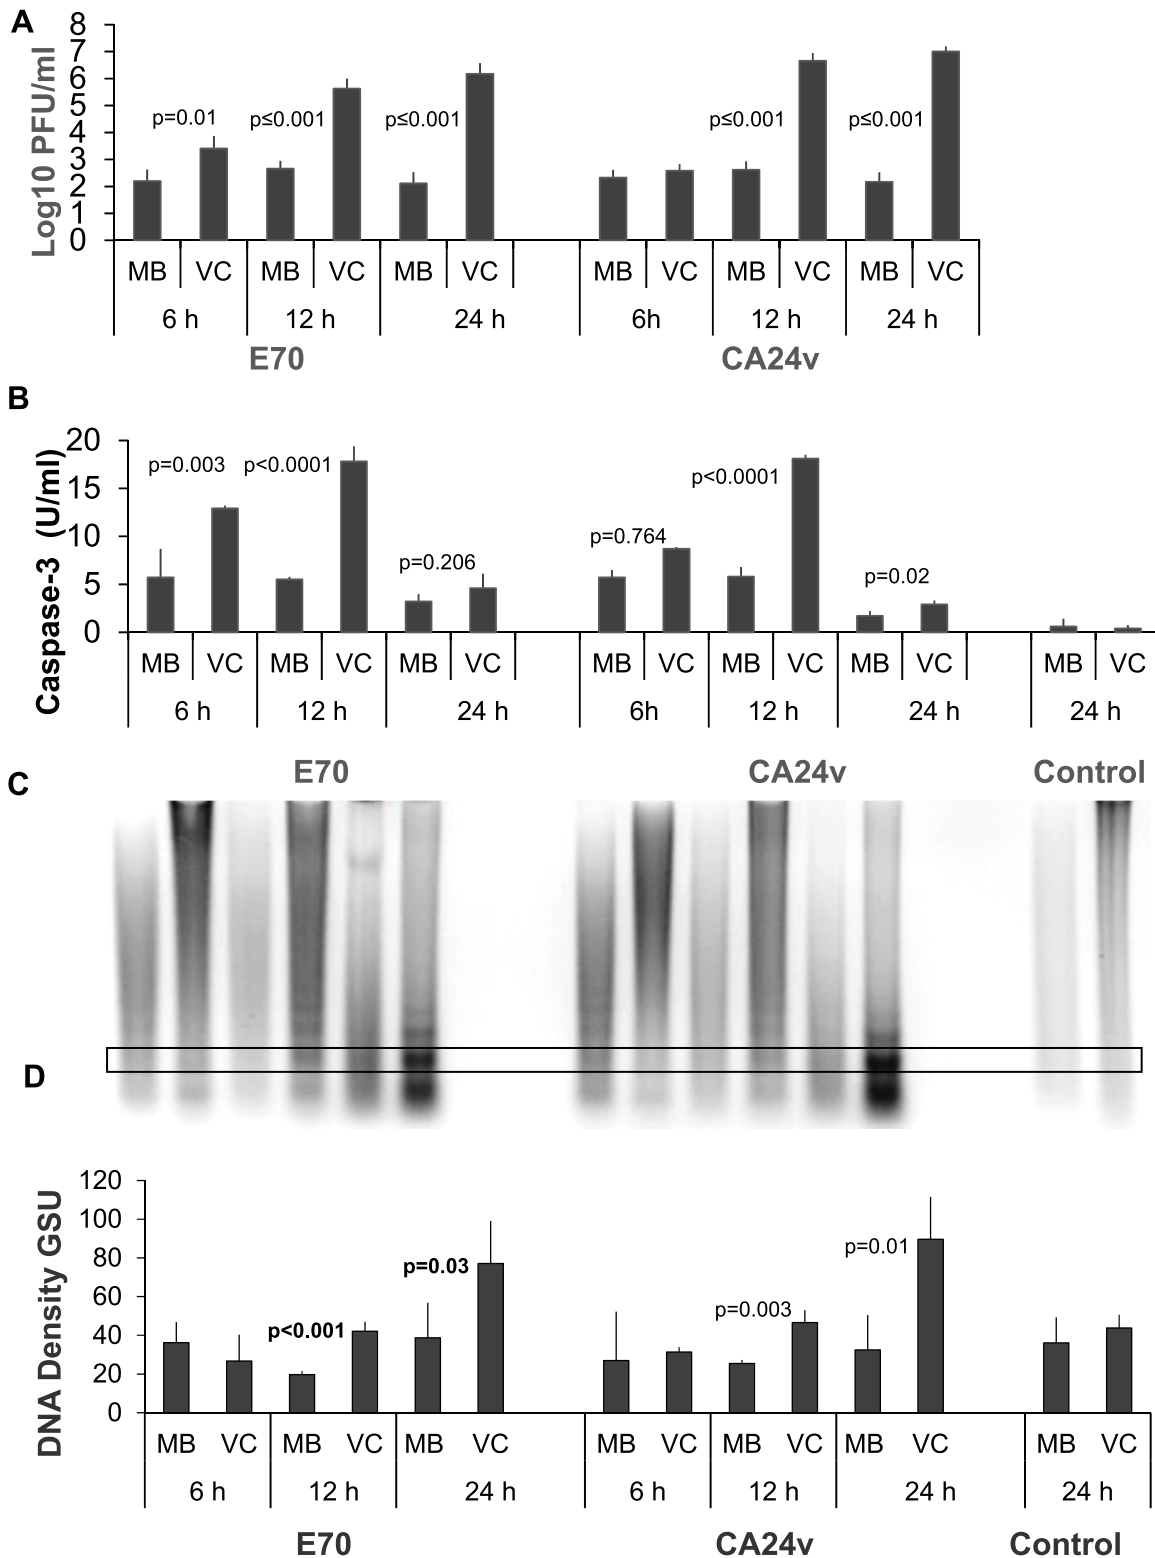 A
Log10 PFU/ml
8
7
6
5
4
3
2
1
0
p=0.01
p≤0.001
p≤0.001
p≤0.001
p≤0.001
MB VC MB VC MB VC MB VC MB VC MB VC
6 h 12 h 24 h 6h 12 h 24 h
E70 CA24v
B
Caspase-3 (U/ml)
20
15
10
5
0
p=0.003
p<0.0001
p=0.206
p=0.764
p<0.0001
p=0.02
MB VC MB VC MB VC MB VC MB VC MB VC MB VC
6 h 12 h 24 h 6h 12 h 24 h 24 h
E70 CA24v Control
C
D
DNA Density GSU
120
100
80
60
40
20
0
p<0.001
p=0.03
p=0.003
p=0.01
MB VC MB VC MB VC MB VC MB VC MB VC MB VC
6 h 12 h 24 h 6 h 12 h 24 h 24 h
E70 CA24v Control